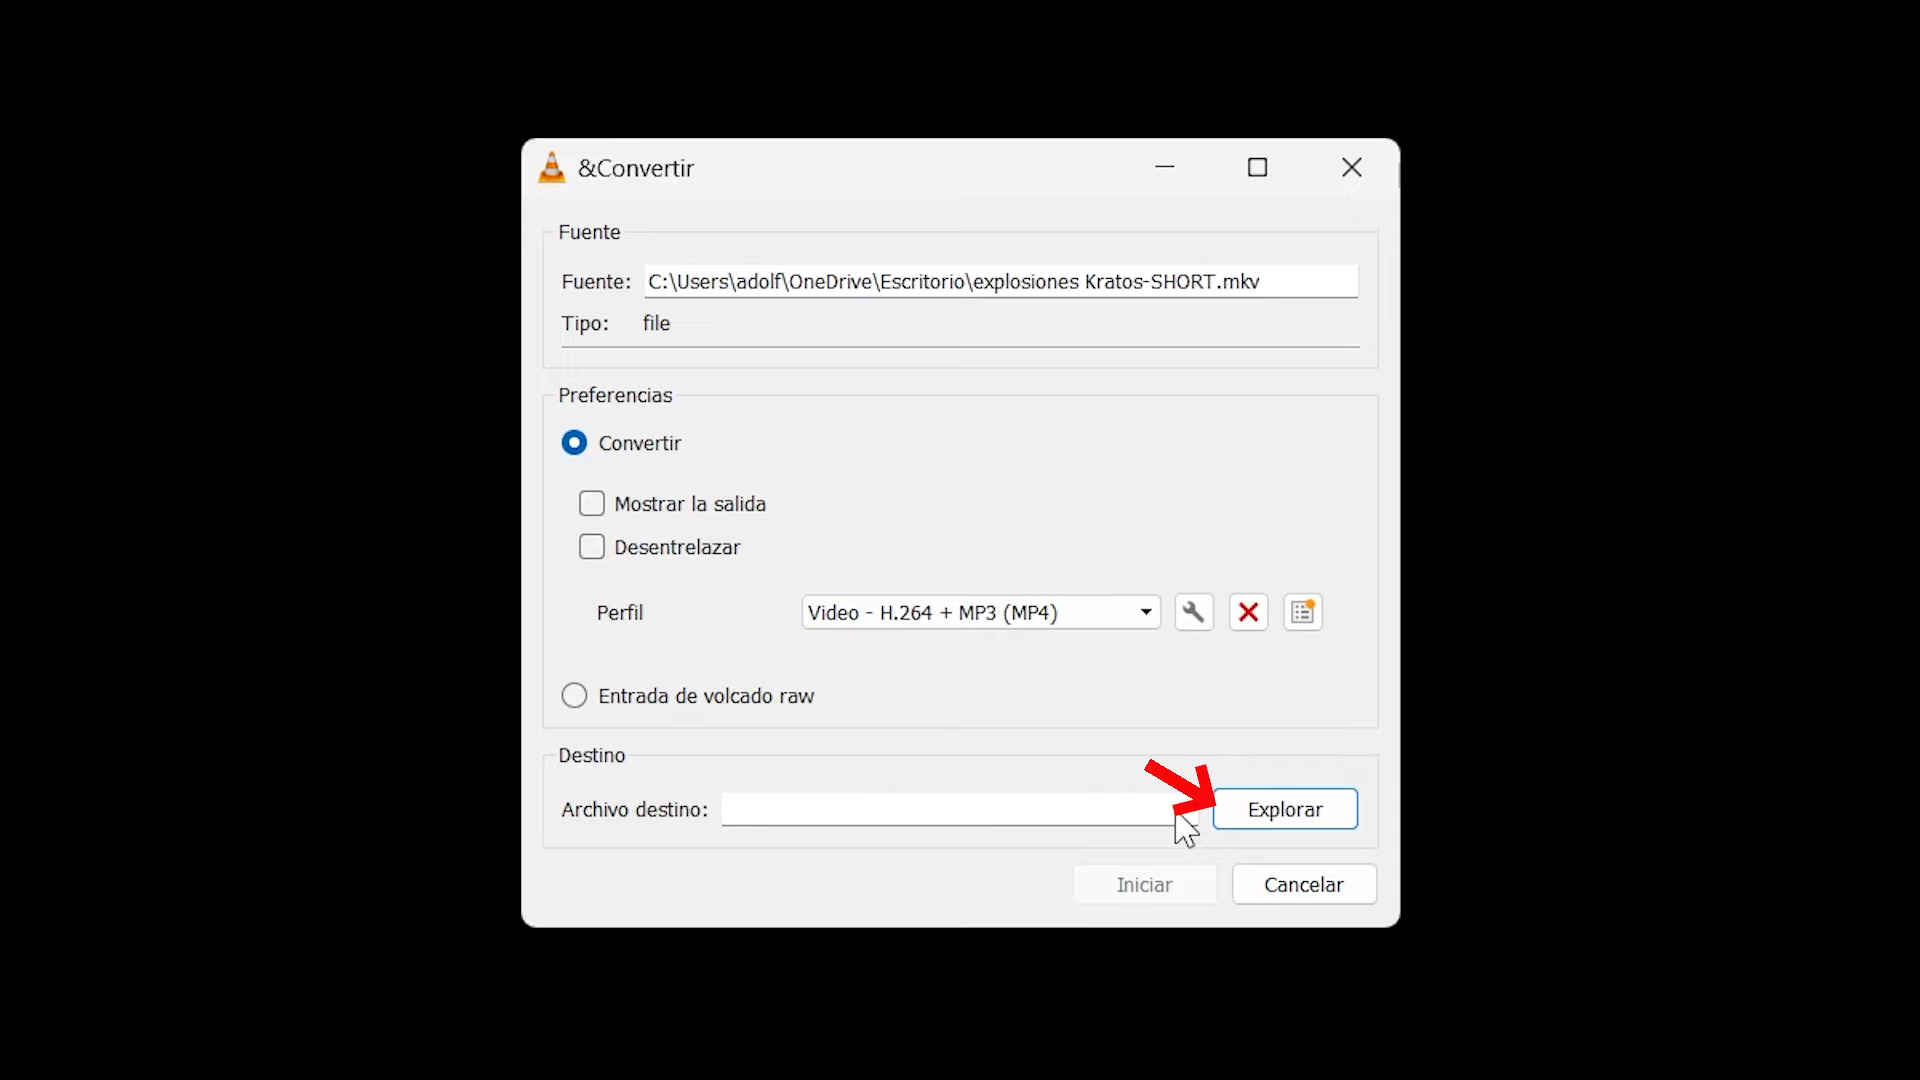 &Convertir
Fuente
Fuente: C:\Users\adolf\OneDrive\Escritorio\explosiones Kratos-SHORT.mkv
Tipo: file
Preferencias
Convertir
Mostrar la salida
Desentrelazar
Perfil Video - H.264 + MP3 (MP4)
Entrada de volcado raw
Destino
Archivo destino: Explorar
Iniciar Cancelar